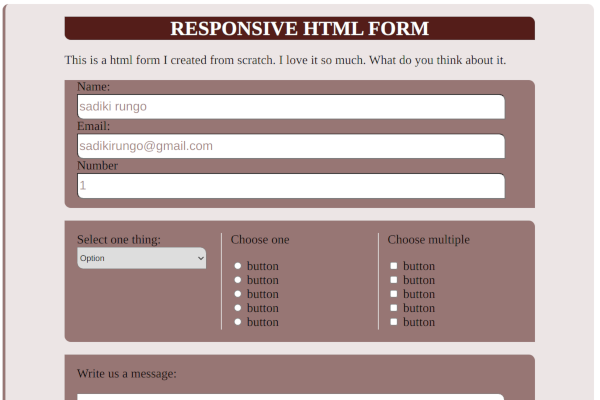 RESPONSIVE HTML FORM
This is a html form I created from scratch. I love it so much. What do you think about it.
Name:
sadiki rungo
Email:
sadikirungo@gmail.com
Number
1
Select one thing:
Option
Choose one
button
button
button
button
button
Choose multiple
button
button
button
button
button
Write us a message: